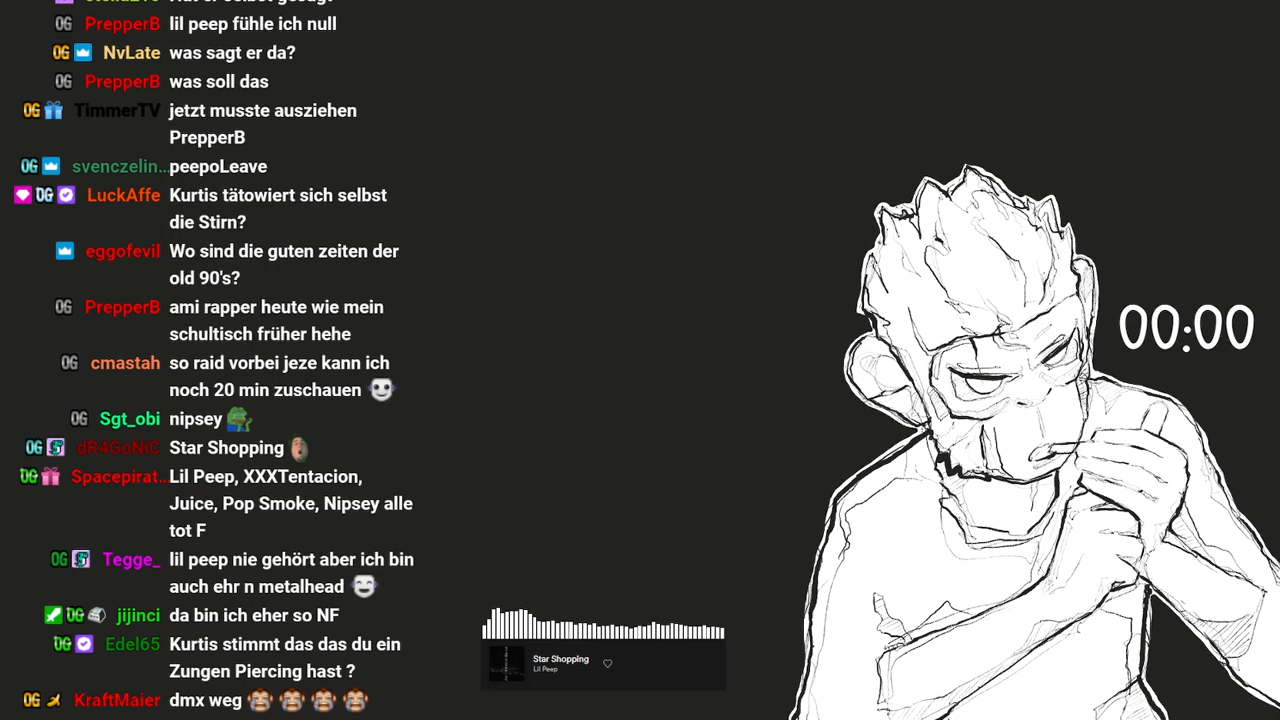 PrepperB lil peep fühle ich null
NvLate was sagt er da?
PrepperB was soll das
TimmerTV jetzt musste ausziehen
PrepperB
svenczelin... peepoLeave
LuckAffe Kurtis tätowiert sich selbst
die Stirn?
eggofevil Wo sind die guten zeiten der
old 90's?
PrepperB ami rapper heute wie mein
schultisch früher hehe
cmastah so raid vorbei jeze kann ich
noch 20 min zuschauen
Sgt_obi nipsey
dR4GoNiC Star Shopping
Spacepirat... Lil Peep, XXXTentacion,
Juice, Pop Smoke, Nipsey alle
tot F
Tegge_ lil peep nie gehört aber ich bin
auch ehr n metalhead
jijinci da bin ich eher so NF
Edel65 Kurtis stimmt das das du ein
Zungen Piercing hast ?
KraftMaier dmx weg
00:00
Star Shopping
Lil Peep